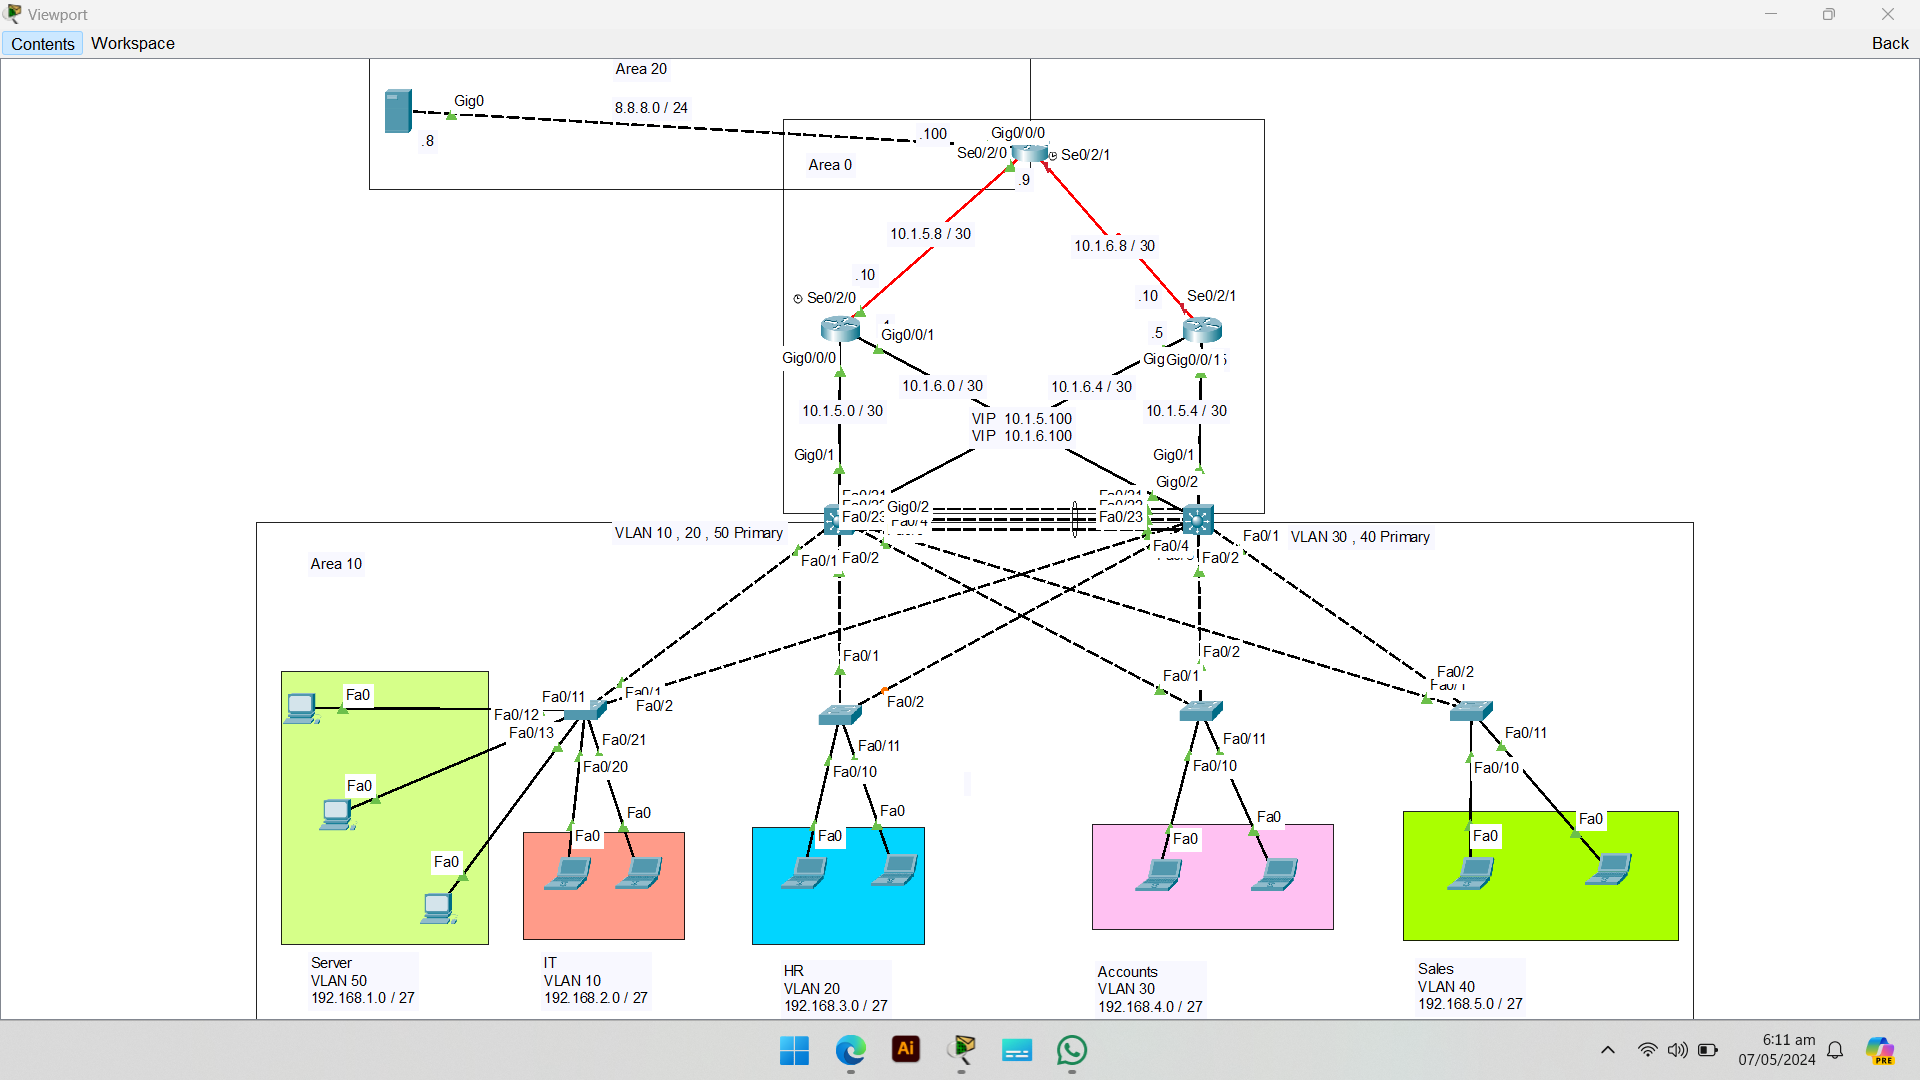 Viewport
Contents Workspace Back
Area 20
Gig0
8.8.8.0 / 24
.8
.100
Gig0/0/0
Se0/2/0
Se0/2/1
Area 0
.9
10.1.5.8 / 30
10.1.6.8 / 30
.10
.10
Se0/2/0
Se0/2/1
Gig0/0/1
.5
Gig0/0/0
Gig0/0/1
10.1.6.0 / 30
10.1.6.4 / 30
10.1.5.0 / 30
10.1.5.4 / 30
VIP 10.1.5.100
VIP 10.1.6.100
Gig0/1
Gig0/1
Gig0/2
Fa0/21
Gig0/2
Fa0/21
Fa0/23
Fa0/4
Fa0/23
VLAN 10 , 20 , 50 Primary
Fa0/1
VLAN 30 , 40 Primary
Fa0/4
Fa0/1
Fa0/2
Fa0/2
Area 10
Fa0/1
Fa0/2
Fa0/1
Fa0/2
Fa0/1
Fa0
Fa0/11
Fa0/1
Fa0/2
Fa0/2
Fa0/12
Fa0/13
Fa0/21
Fa0/11
Fa0/11
Fa0/11
Fa0/20
Fa0/10
Fa0/10
Fa0/10
Fa0
Fa0
Fa0
Fa0
Fa0
Fa0
Fa0
Fa0
Fa0
Fa0
Server
VLAN 50
192.168.1.0 / 27
IT
VLAN 10
192.168.2.0 / 27
HR
VLAN 20
192.168.3.0 / 27
Accounts
VLAN 30
192.168.4.0 / 27
Sales
VLAN 40
192.168.5.0 / 27
Ai
6:11 am
07/05/2024
PRE